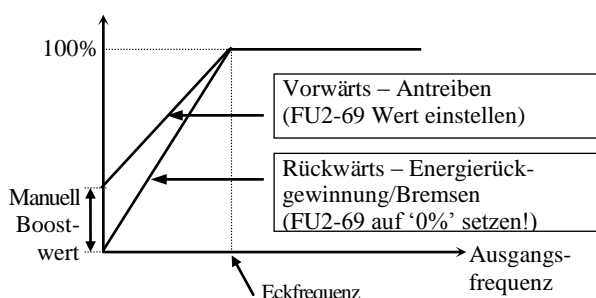 100%
Vorwärts – Antreiben
(FU2-69 Wert einstellen)
Rückwärts – Energierück-
gewinnung/Bremsen
(FU2-69 auf ‘0%’ setzen!)
Manuell
Boost-
wert
Ausgangs-
frequenz
Eckfrequenz